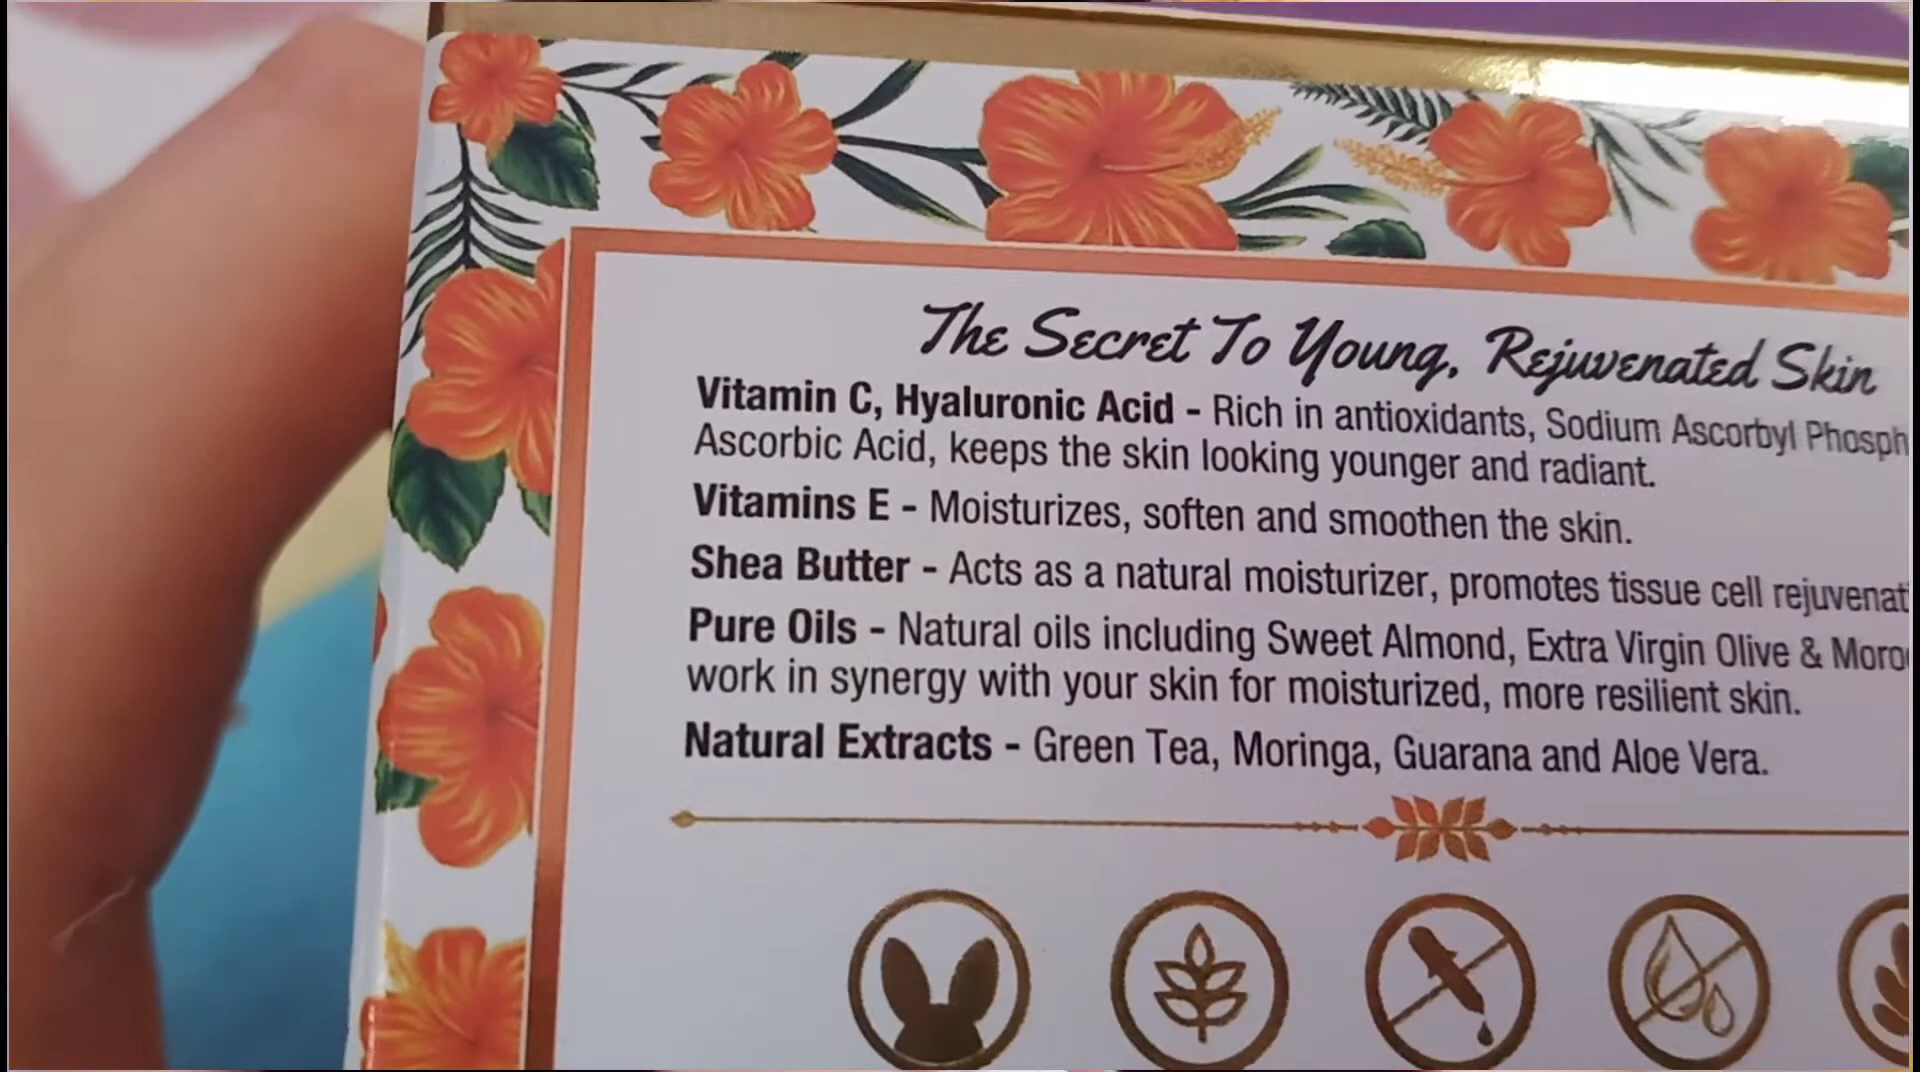 The Secret To Young, Rejuvenated Skin
Vitamin C, Hyaluronic Acid - Rich in antioxidants, Sodium Ascorbyl
Ascorbic Acid, keeps the skin looking younger and radiant.
Vitamins E - Moisturizes, soften and smoothen the skin.
Shea Butter - Acts as a natural moisturizer, promotes tissue cell
Pure Oils - Natural oils including Sweet Almond, Extra Virgin Olive &
work in synergy with your skin for moisturized, more resilient skin.
Natural Extracts - Green Tea, Moringa, Guarana and Aloe Vera.